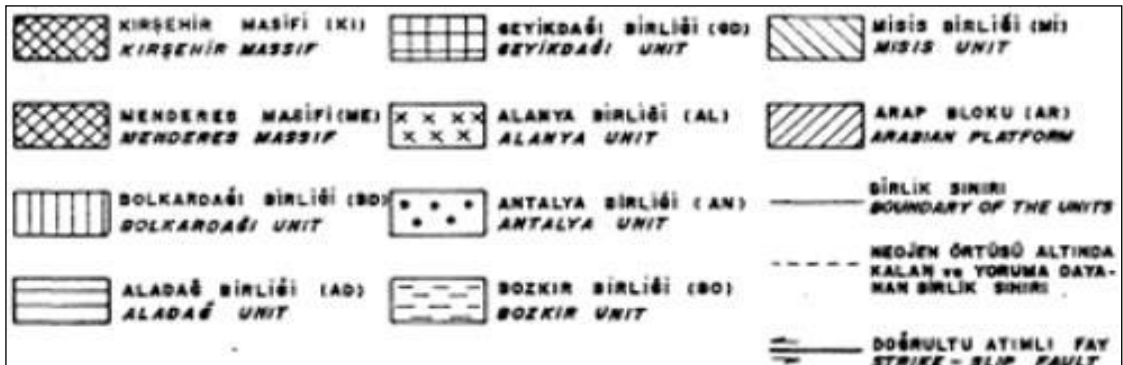 KIRŞEHİR MASİFİ (KI)
KIRŞEHİR MASSIF
MENDERES MASİFİ (ME)
MENDERES MASSIF
BOLKARDAĞI BİRLİĞİ (BD)
BOLKARDAĞI UNIT
ALADAĞ BİRLİĞİ (AD)
ALADAĞ UNIT
GEYİKDAĞI BİRLİĞİ (GD)
GEYİKDAĞI UNIT
ALANYA BİRLİĞİ (AL)
ALANYA UNIT
ANTALYA BİRLİĞİ (AN)
ANTALYA UNIT
BOZKIR BİRLİĞİ (BO)
BOZKIR UNIT
MİSİS BİRLİĞİ (Mİ)
MISIS UNIT
ARAP BLOKU (AR)
ARABIAN PLATFORM
BİRLİK SINIRI
BOUNDARY OF THE UNITS
NEOJEN ÖRTÜSÜ ALTINDA
KALAN ve YORUMA DAYA-
NAN BİRLİK SINIRI
DOĞRULTU ATIMLI FAY
STRIKE - SLIP FAULT